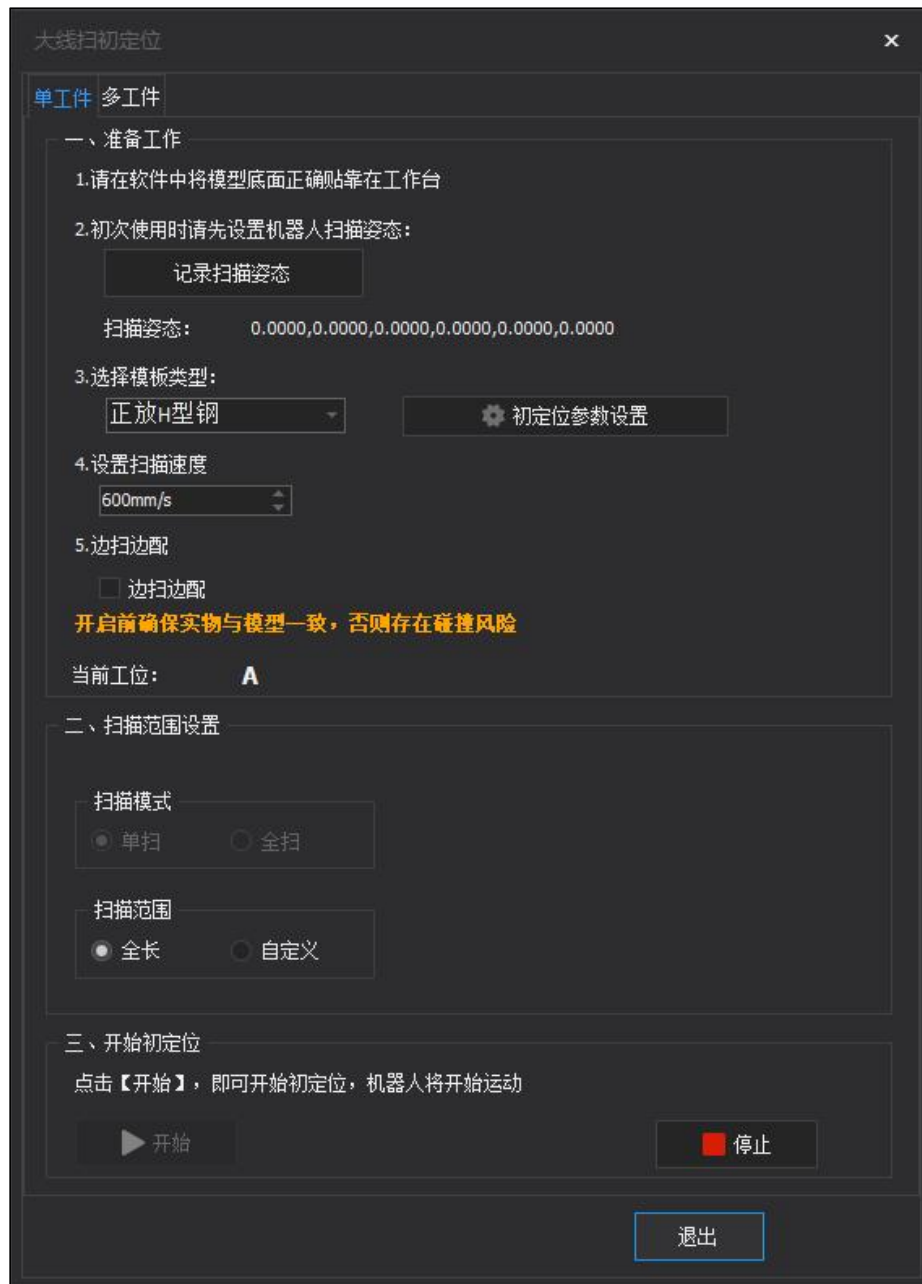 大线扫初定位
单工件 多工件
一、准备工作
1.请在软件中将模型底面正确贴靠在工作台
2.初次使用时请先设置机器人扫描姿态：
记录扫描姿态
扫描姿态： 0.0000,0.0000,0.0000,0.0000,0.0000,0.0000
3.选择模板类型：
正放H型钢 初定位参数设置
4.设置扫描速度
600mm/s
5.边扫边配
边扫边配
开启前确保实物与模型一致，否则存在碰撞风险
当前工位： A
二、扫描范围设置
扫描模式
单扫 全扫
扫描范围
全长 自定义
三、开始初定位
点击【开始】，即可开始初定位，机器人将开始运动
开始 停止
退出